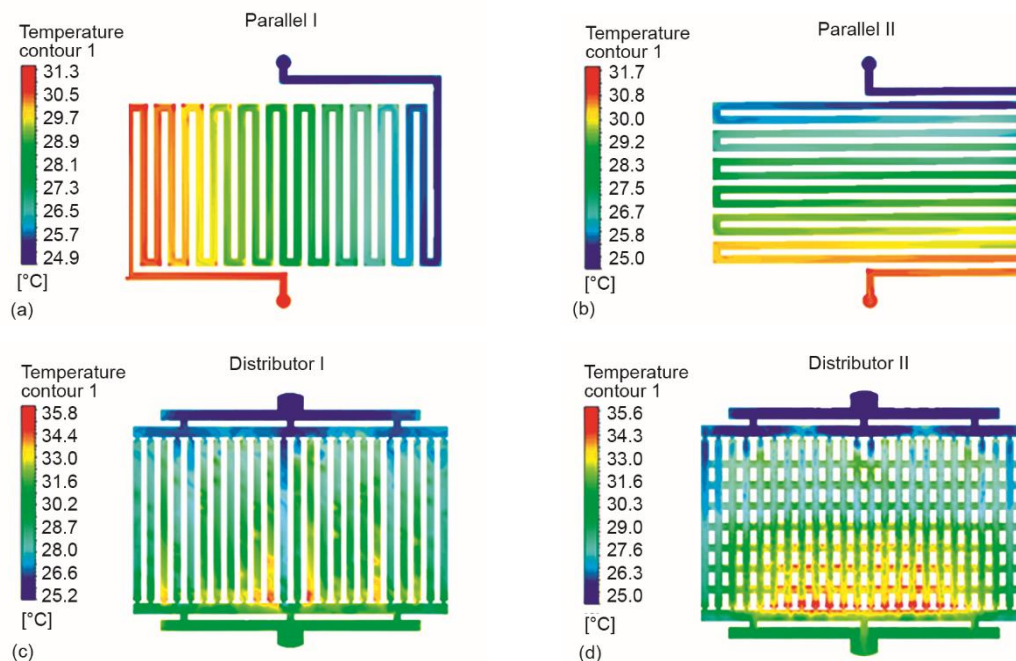 Parallel I
Temperature
contour 1
31.3
30.5
29.7
28.9
28.1
27.3
26.5
25.7
24.9
[°C]
(a)
Parallel II
Temperature
contour 1
31.7
30.8
30.0
29.2
28.3
27.5
26.7
25.8
25.0
[°C]
(b)
Distributor I
Temperature
contour 1
35.8
34.4
33.0
31.6
30.2
28.7
28.0
26.6
25.2
[°C]
(c)
Distributor II
Temperature
contour 1
35.6
34.3
33.0
31.6
30.3
29.0
27.6
26.3
25.0
[°C]
(d)